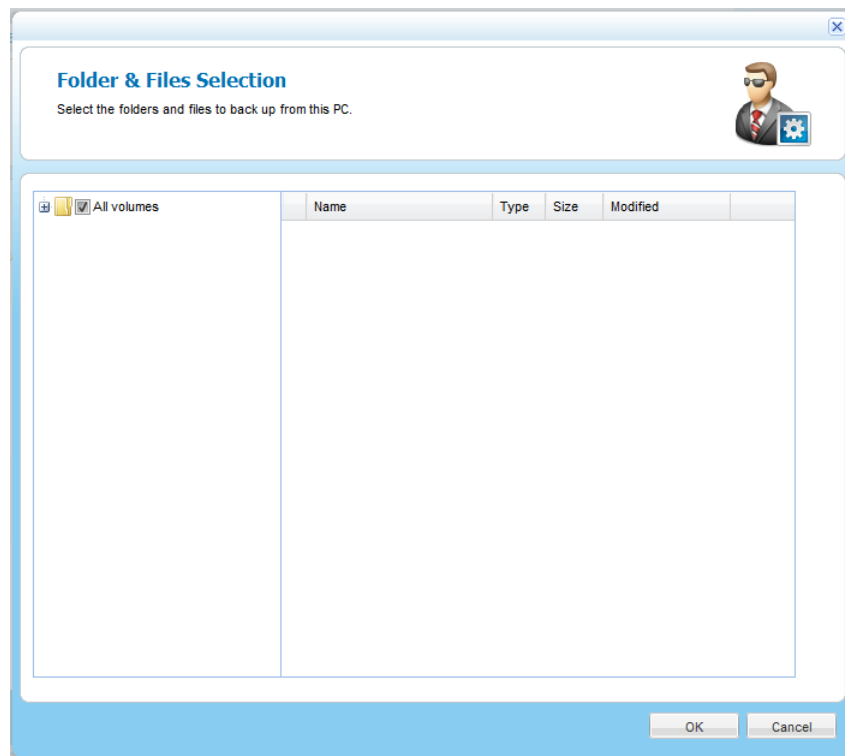 Folder & Files Selection
Select the folders and files to back up from this PC.
All volumes
Name Type Size Modified
OK Cancel